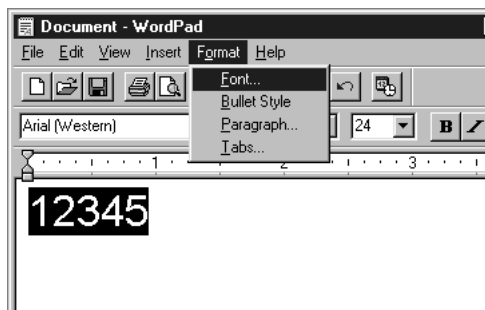 Document - WordPad
File Edit View Insert Format Help
Font...
Bullet Style
Paragraph...
Tabs...
Arial (Western) 24 B I
1 2 3
12345